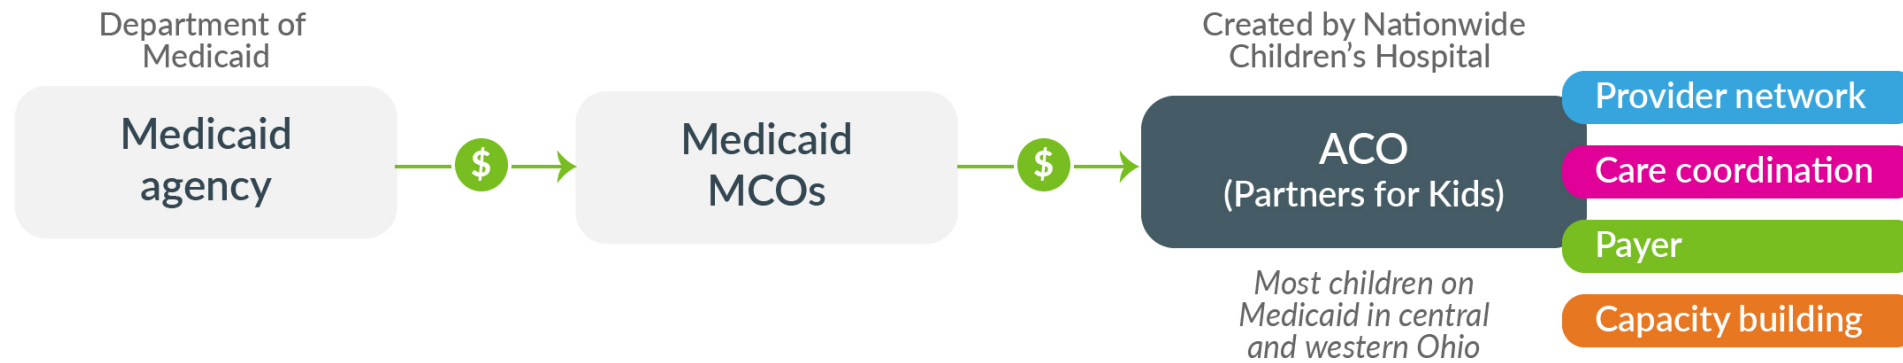 Department of
Medicaid
Medicaid
agency
$
Medicaid
MCOs
$
Created by Nationwide
Children’s Hospital
ACO
(Partners for Kids)
Most children on
Medicaid in central
and western Ohio
Provider network
Care coordination
Payer
Capacity building